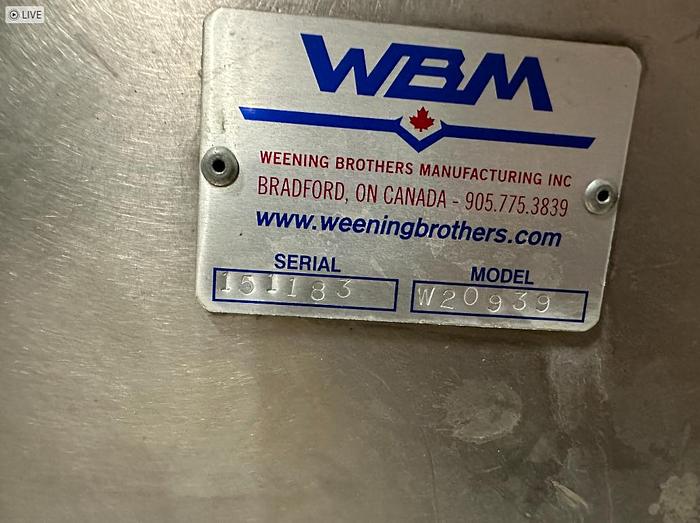 LIVE
WBM
WEENING BROTHERS MANUFACTURING INC
BRADFORD, ON CANADA - 905.775.3839
www.weeningbrothers.com
SERIAL MODEL
151183 W20939